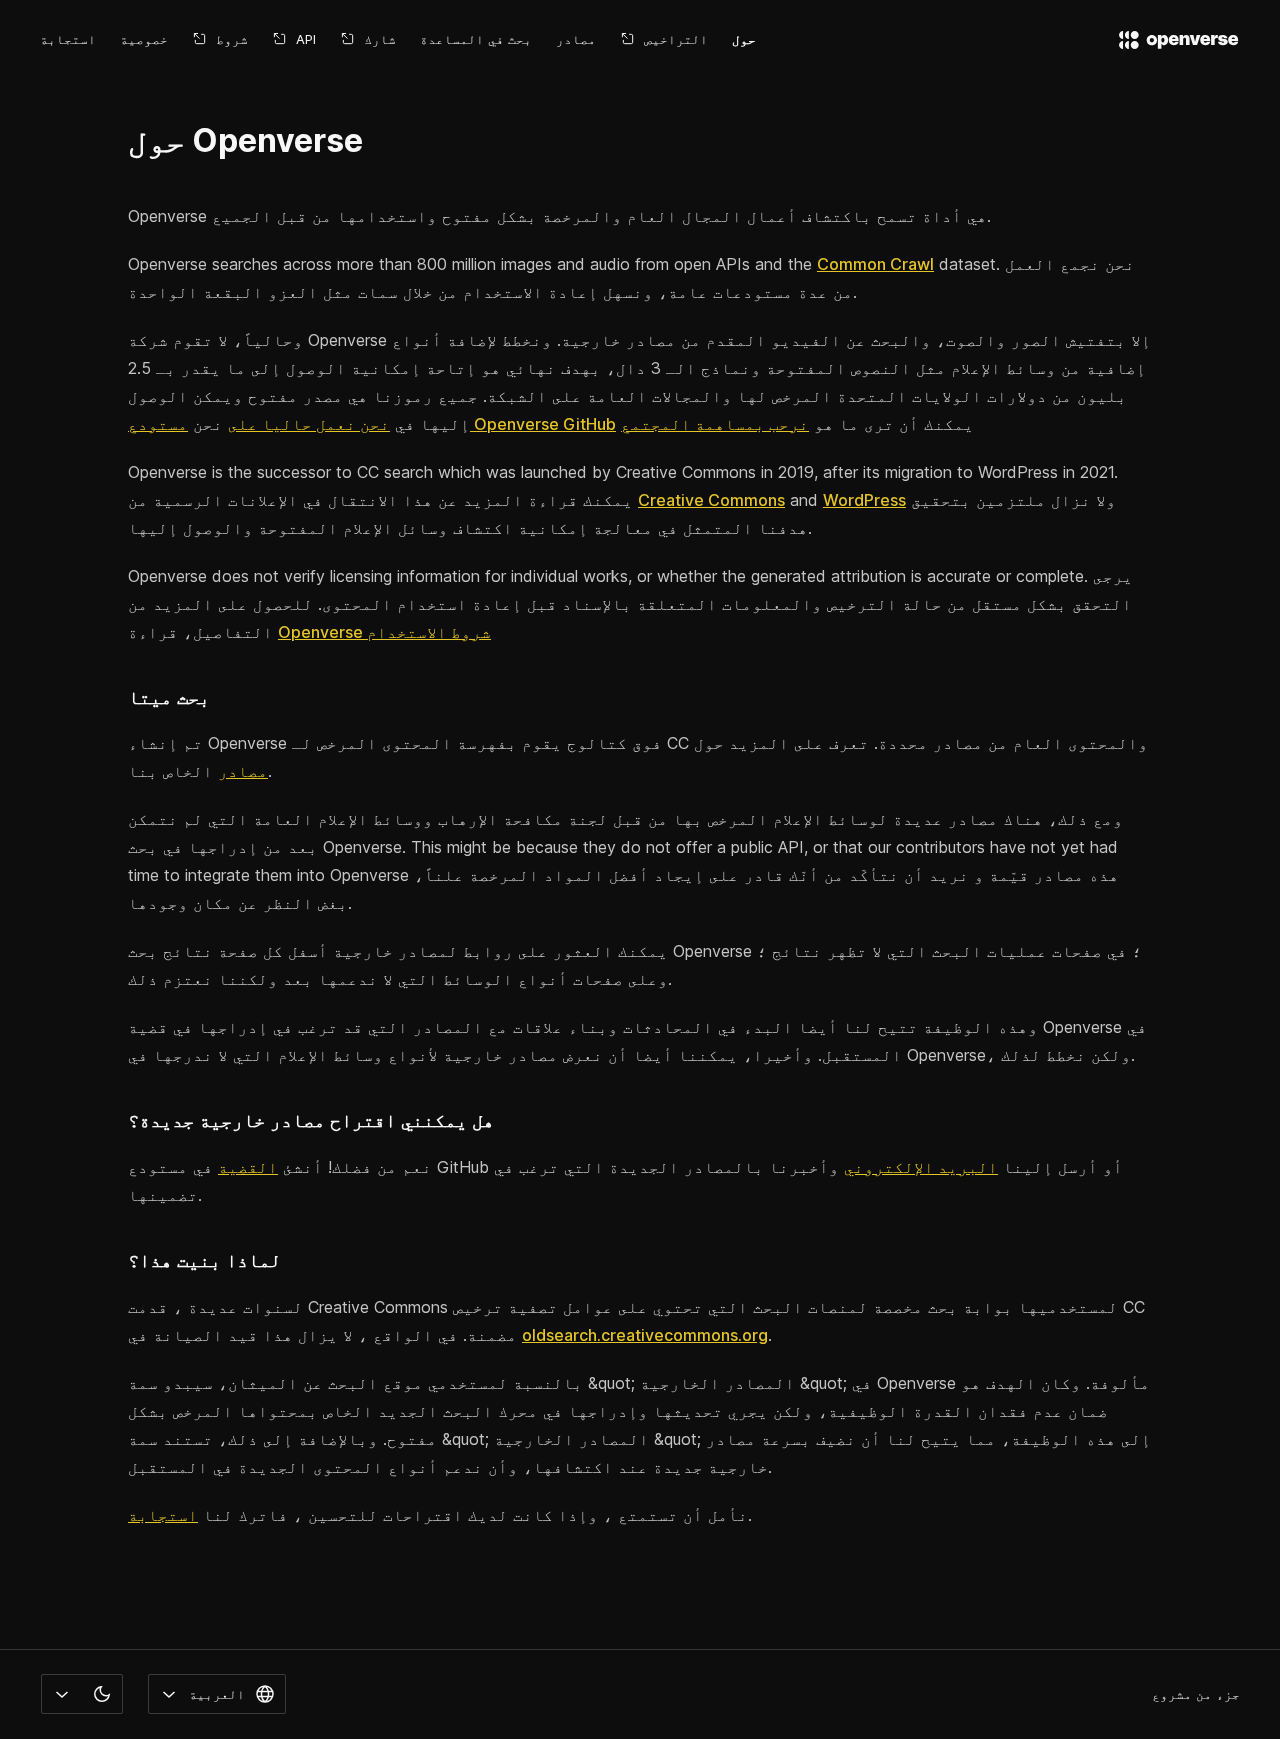 openverse
حول
التراخيص
مصادر
بحث في المساعدة
شارك
API
شروط
خصوصية
استجابة
حول Openverse
Openverse هي أداة تسمح باكتشاف أعمال المجال العام والمرخصة بشكل مفتوح واستخدامها من قبل الجميع.
Openverse searches across more than 800 million images and audio from open APIs and the Common Crawl dataset. نحن نجمع العمل
من عدة مستودعات عامة، ونسهل إعادة الاستخدام من خلال سمات مثل العزو البقعة الواحدة.
وحالياً، لا تقوم شركة Openverse إلا بتفتيش الصور والصوت، والبحث عن الفيديو المقدم من مصادر خارجية. ونخطط لإضافة أنواع
إضافية من وسائط الإعلام مثل النصوص المفتوحة ونماذج الـ 3 دال، بهدف نهائي هو إتاحة إمكانية الوصول إلى ما يقدر بـ 2.5
بليون من دولارات الولايات المتحدة المرخص لها والمجالات العامة على الشبكة. جميع رموزنا هي مصدر مفتوح ويمكن الوصول
إليها في نحن نعمل حاليا على نحن مستودع Openverse GitHub يمكنك أن ترى ما هو نرحب بمساهمة المجتمع
Openverse is the successor to CC search which was launched by Creative Commons in 2019, after its migration to WordPress in 2021.
يمكنك قراءة المزيد عن هذا الانتقال في الإعلانات الرسمية من Creative Commons and WordPress ولا نزال ملتزمين بتحقيق
هدفنا المتمثل في معالجة إمكانية اكتشاف وسائل الإعلام المفتوحة والوصول إليها.
Openverse does not verify licensing information for individual works, or whether the generated attribution is accurate or complete. يرجى
التحقق بشكل مستقل من حالة الترخيص والمعلومات المتعلقة بالإسناد قبل إعادة استخدام المحتوى. للحصول على المزيد من
التفاصيل، قراءة شروط الاستخدام Openverse
بحث ميتا
تم إنشاء Openverse فوق كتالوج يقوم بفهرسة المحتوى المرخص لـ CC والمحتوى العام من مصادر محددة. تعرف على المزيد حول
مصادر الخاص بنا.
ومع ذلك، هناك مصادر عديدة لوسائط الإعلام المرخص بها من قبل لجنة مكافحة الإرهاب ووسائط الإعلام العامة التي لم نتمكن
بعد من إدراجها في بحث Openverse. This might be because they do not offer a public API, or that our contributors have not yet had
time to integrate them into Openverse هذه مصادر قيّمة و نريد أن نتأكّد من أنّك قادر على إيجاد أفضل المواد المرخصة علناً،
بغض النظر عن مكان وجودها.
يمكنك العثور على روابط لمصادر خارجية أسفل كل صفحة نتائج بحث Openverse ؛ في صفحات عمليات البحث التي لا تظهر نتائج ؛
وعلى صفحات أنواع الوسائط التي لا ندعمها بعد ولكننا نعتزم ذلك.
وهذه الوظيفة تتيح لنا أيضا البدء في المحادثات وبناء علاقات مع المصادر التي قد ترغب في إدراجها في قضية Openverse في
المستقبل. وأخيرا، يمكننا أيضا أن نعرض مصادر خارجية لأنواع وسائط الإعلام التي لا ندرجها في Openverse، ولكن نخطط لذلك.
هل يمكنني اقتراح مصادر خارجية جديدة؟
نعم من فضلك! أنشئ القضية في مستودع GitHub أو أرسل إلينا البريد الإلكتروني وأخبرنا بالمصادر الجديدة التي ترغب في
تضمينها.
لماذا بنيت هذا؟
لسنوات عديدة ، قدمت Creative Commons لمستخدميها بوابة بحث مخصصة لمنصات البحث التي تحتوي على عوامل تصفية ترخيص CC
مضمنة. في الواقع ، لا يزال هذا قيد الصيانة في oldsearch.creativecommons.org.
بالنسبة لمستخدمي موقع البحث عن الميثان، سيبدو سمة &quot; المصادر الخارجية &quot; في Openverse مألوفة. وكان الهدف هو
ضمان عدم فقدان القدرة الوظيفية، ولكن يجري تحديثها وإدراجها في محرك البحث الجديد الخاص بمحتواها المرخص بشكل
مفتوح. وبالإضافة إلى ذلك، تستند سمة &quot; المصادر الخارجية &quot; إلى هذه الوظيفة، مما يتيح لنا أن نضيف بسرعة مصادر
خارجية جديدة عند اكتشافها، وأن ندعم أنواع المحتوى الجديدة في المستقبل.
نأمل أن تستمتع ، وإذا كانت لديك اقتراحات للتحسين ، فاترك لنا استجابة.
جزء من مشروع
العربية